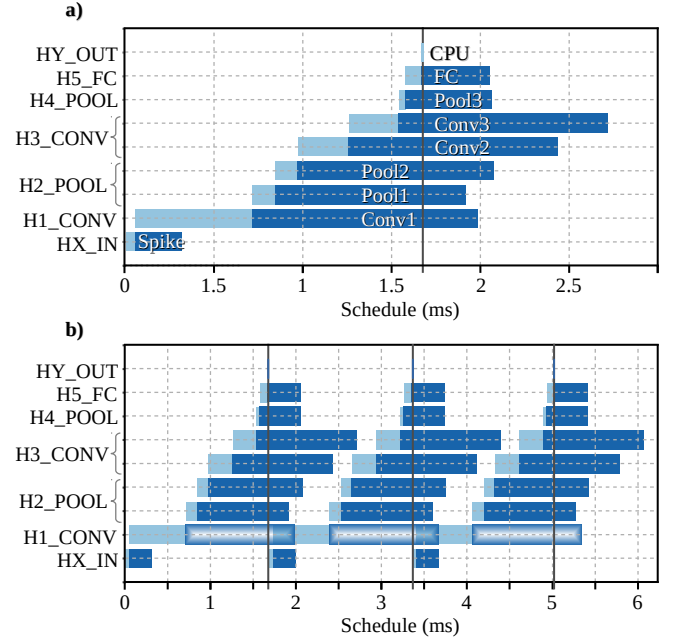 a)
HY_OUT
CPU
H5_FC
FC
H4_POOL
Pool3
Conv3
H3_CONV
Conv2
Pool2
H2_POOL
Pool1
H1_CONV
Conv1
HX_IN
Spike
0 1.5 1 1.5 2 2.5
Schedule (ms)
b)
HY_OUT
H5_FC
H4_POOL
H3_CONV
H2_POOL
H1_CONV
HX_IN
0 1 2 3 4 5 6
Schedule (ms)